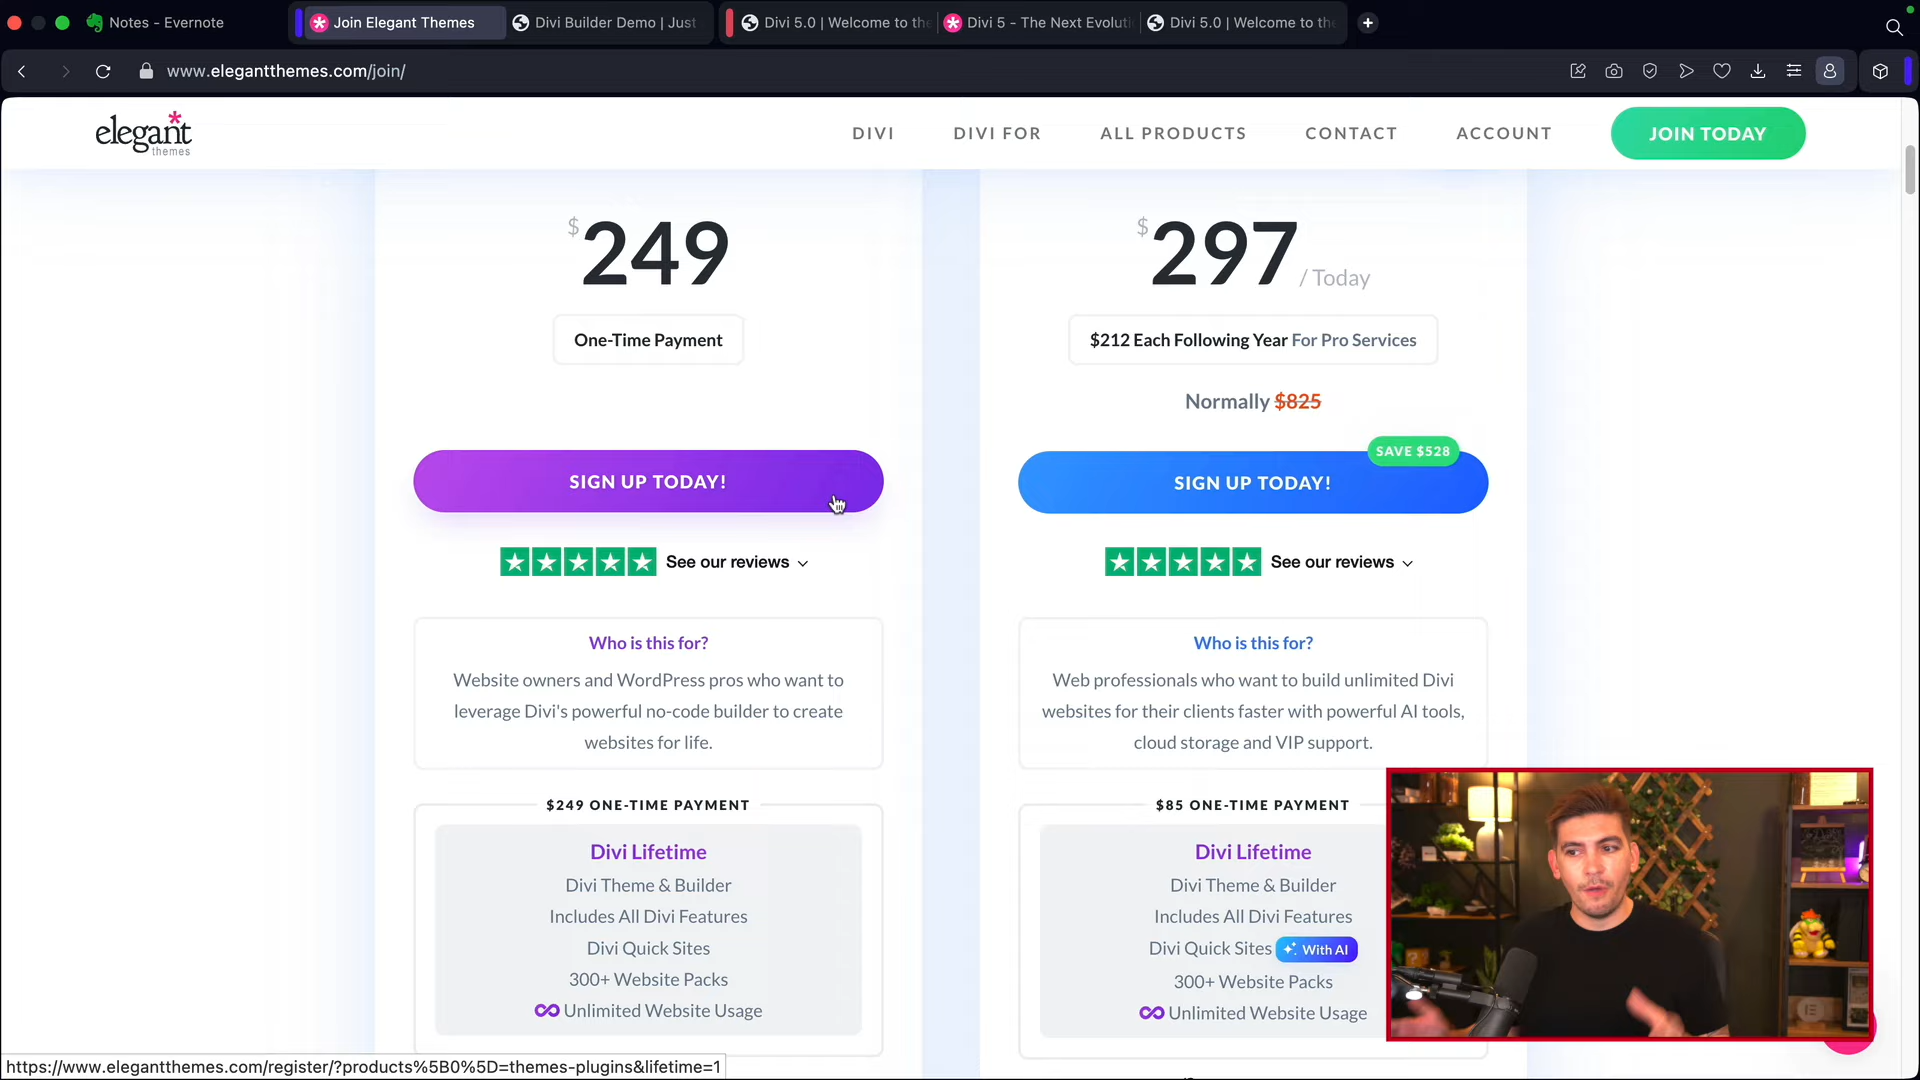 Notes - Evernote
Join Elegant Themes
Divi Builder Demo | Just
Divi 5.0 | Welcome to the
Divi 5 - The Next Evoluti
Divi 5.0 | Welcome to the
www.elegantthemes.com/join/
elegant
themes
DIVI
DIVI FOR
ALL PRODUCTS
CONTACT
ACCOUNT
JOIN TODAY
$249
One-Time Payment
SIGN UP TODAY!
See our reviews
Who is this for?
Website owners and WordPress pros who want to
leverage Divi's powerful no-code builder to create
websites for life.
$249 ONE-TIME PAYMENT
Divi Lifetime
Divi Theme & Builder
Includes All Divi Features
Divi Quick Sites
300+ Website Packs
Unlimited Website Usage
$297 / Today
$212 Each Following Year For Pro Services
Normally $825
SAVE $528
SIGN UP TODAY!
See our reviews
Who is this for?
Web professionals who want to build unlimited Divi
websites for their clients faster with powerful AI tools,
cloud storage and VIP support.
$85 ONE-TIME PAYMENT
Divi Lifetime
Divi Theme & Builder
Includes All Divi Features
Divi Quick Sites With AI
300+ Website Packs
Unlimited Website Usage
https://www.elegantthemes.com/register/?products%5B0%5D=themes-plugins&lifetime=1